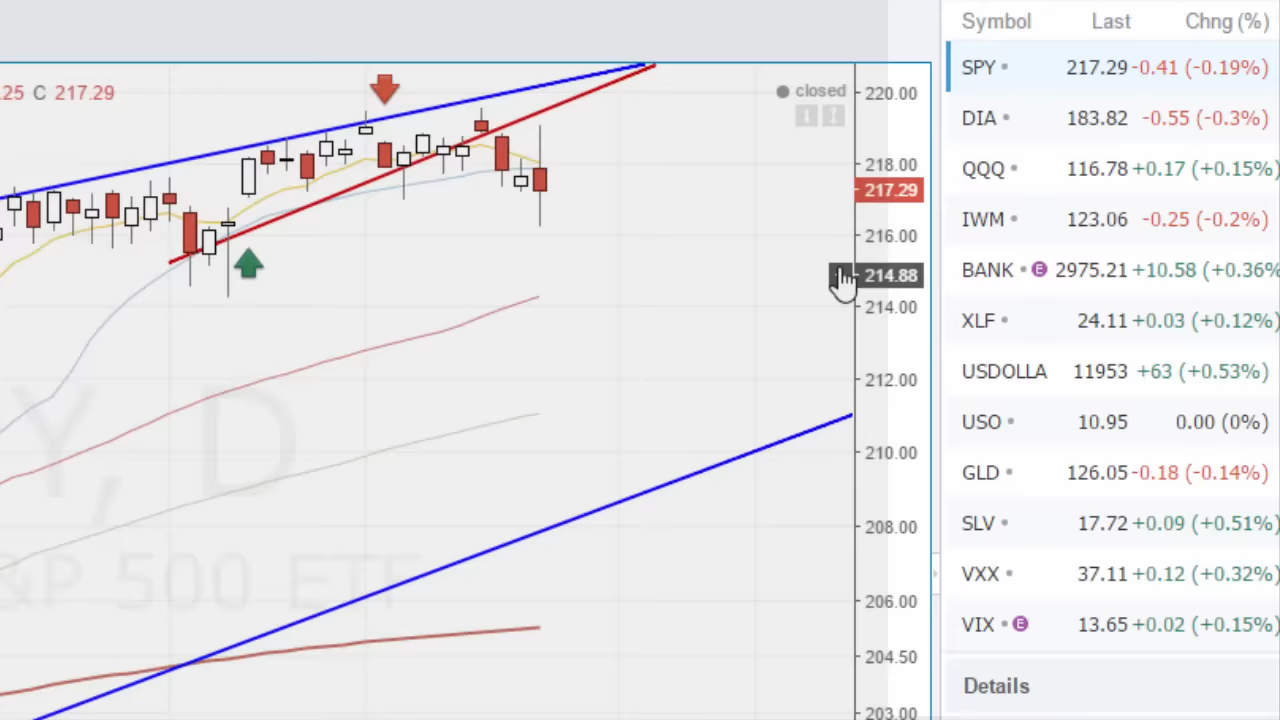 .25 C 217.29
closed
220.00
218.00
217.29
216.00
214.88
214.00
212.00
210.00
208.00
206.00
204.50
203.00
Y, D
&P 500 ETF
Symbol Last Chng (%)
SPY 217.29 -0.41 (-0.19%)
DIA 183.82 -0.55 (-0.3%)
QQQ 116.78 +0.17 (+0.15%)
IWM 123.06 -0.25 (-0.2%)
BANK E 2975.21 +10.58 (+0.36%
XLF 24.11 +0.03 (+0.12%)
USDOLLA 11953 +63 (+0.53%)
USO 10.95 0.00 (0%)
GLD 126.05 -0.18 (-0.14%)
SLV 17.72 +0.09 (+0.51%)
VXX 37.11 +0.12 (+0.32%)
VIX E 13.65 +0.02 (+0.15%)
Details